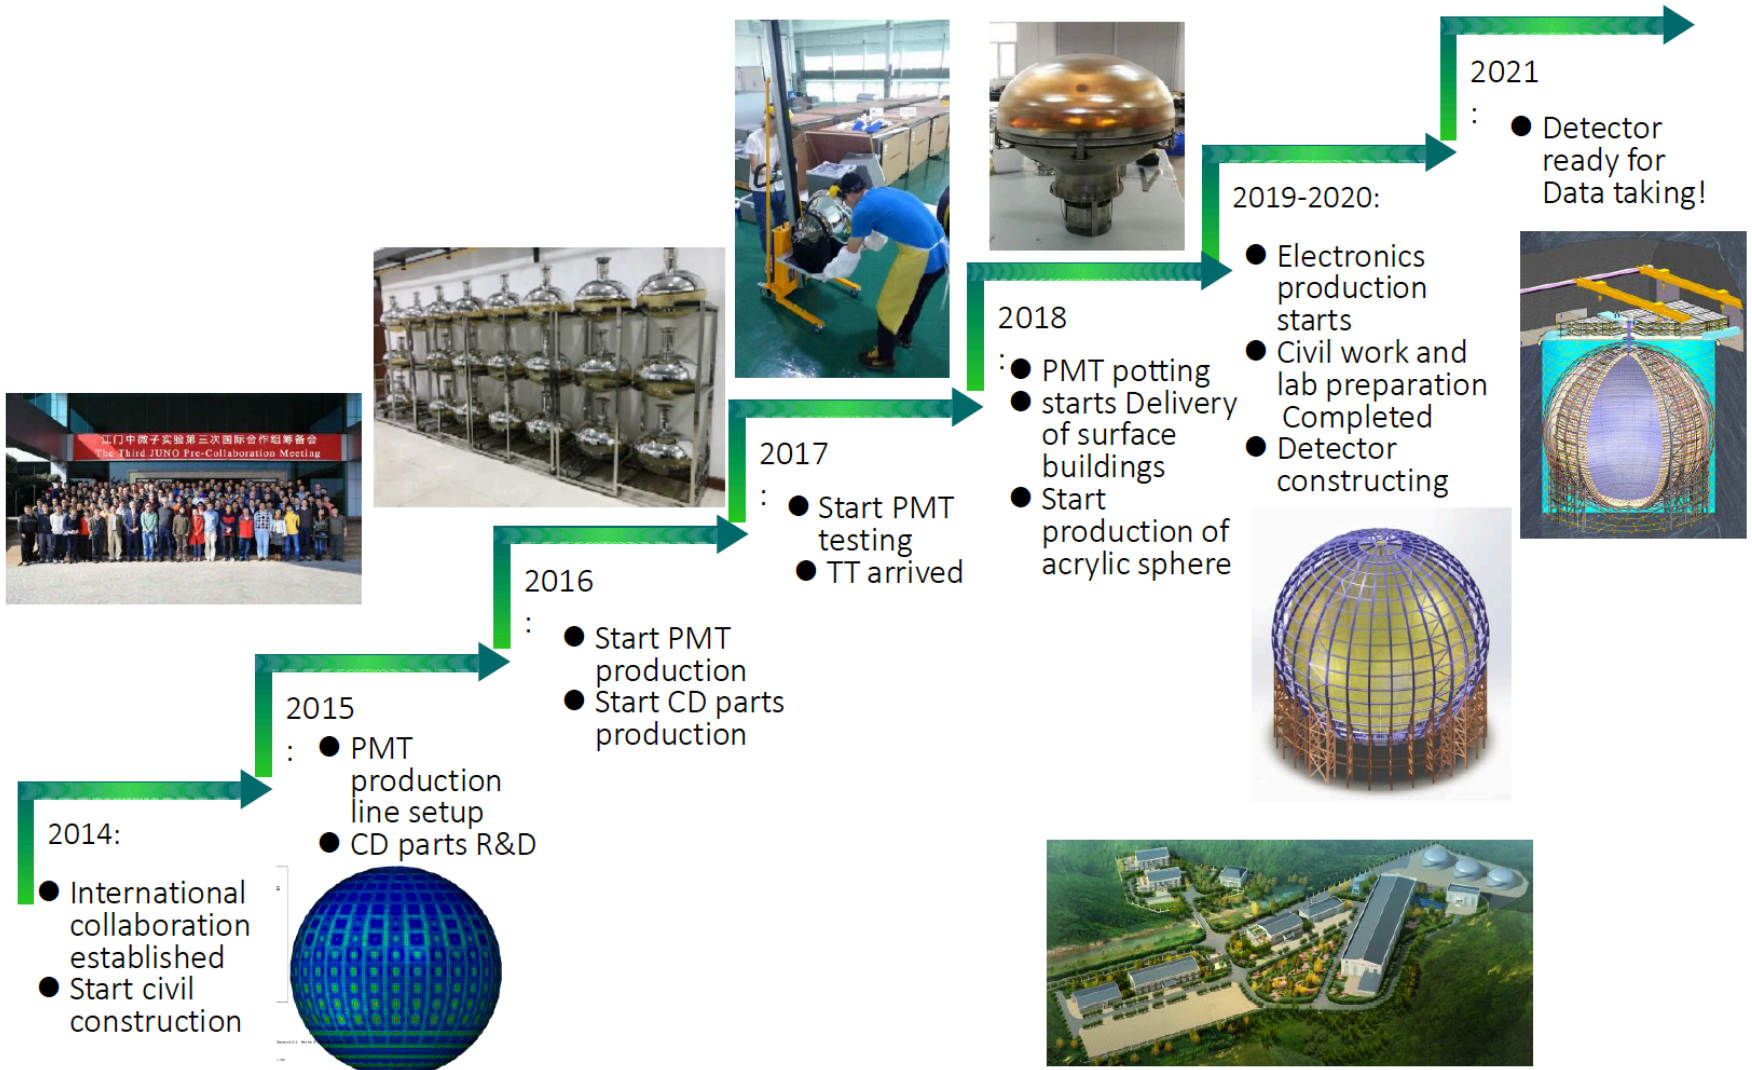 江门中微子实验第三次国际合作组筹备会
The Third JUNO Pre-Collaboration Meeting
2014:
● International
collaboration
established
● Start civil
construction
2015
:
● PMT
production
line setup
● CD parts R&D
2016
:
● Start PMT
production
● Start CD parts
production
2017
:
● Start PMT
testing
● TT arrived
2018
:
● PMT potting
● starts Delivery
of surface
buildings
● Start
production of
acrylic sphere
2019-2020:
● Electronics
production
starts
● Civil work and
lab preparation
Completed
● Detector
constructing
2021
:
● Detector
ready for
Data taking!